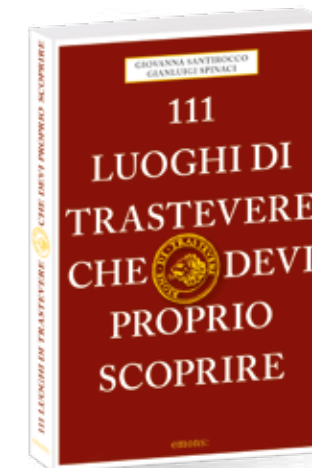 GIOVANNA SANTIROCCO
GIANLUIGI SPINACI
111
LUOGHI DI
TRASTEVERE
CHE DEVI
PROPRIO
SCOPRIRE
emons:
111 LUOGHI DI TRASTEVERE CHE DEVI PROPRIO SCOPRIRE